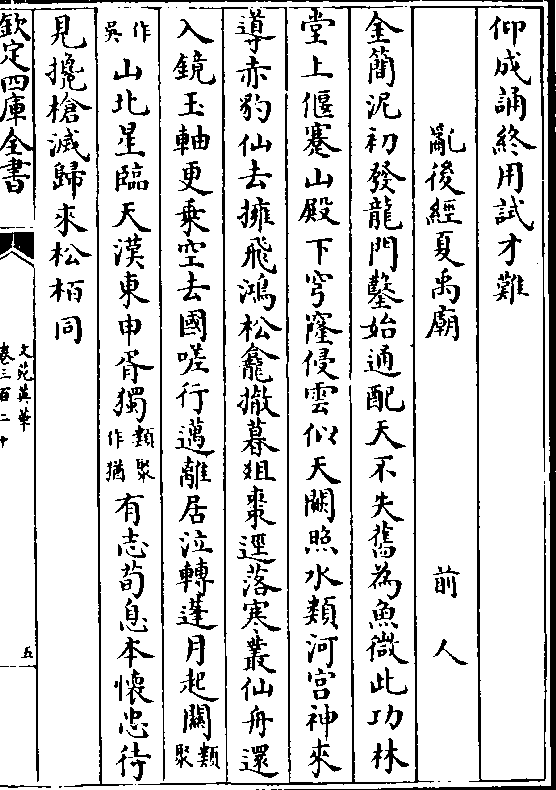 仰成誦終用試才難
亂後經夏禹廟　前人
金簡泥初發龍門鑿始通配天不失舊為魚微此功林
堂上偃蹇山殿下穹窿侵雲似天闕照水類河宮神來
導赤豹仙去擁飛鴻松龕撤暮俎棗逕落寒叢仙舟還
入鏡玉軸更乗空去國嗟行邁離居泣轉蓬月起關類聚
作吳山北星臨天漢東申胥獨類聚作猶有志荀息本懷忠待
見攙槍滅歸來松栢同
欽定四庫全書
文苑英華
卷三百二十
五